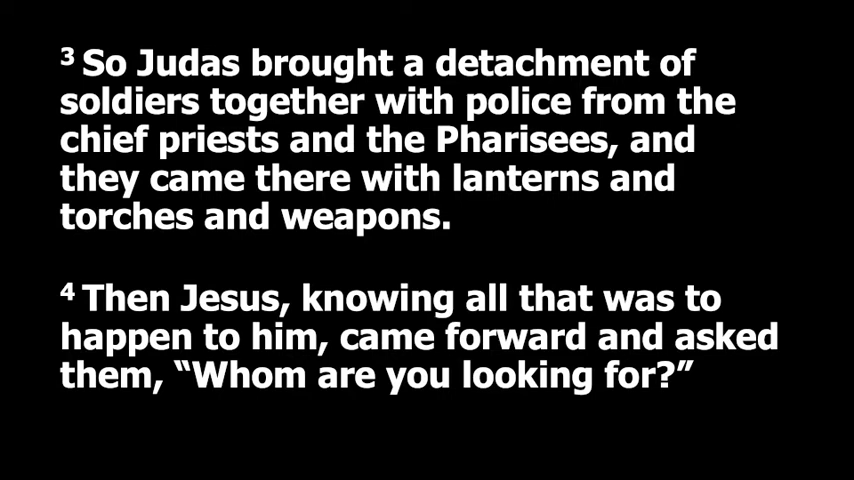 ³ So Judas brought a detachment of
soldiers together with police from the
chief priests and the Pharisees, and
they came there with lanterns and
torches and weapons.
⁴ Then Jesus, knowing all that was to
happen to him, came forward and asked
them, “Whom are you looking for?”